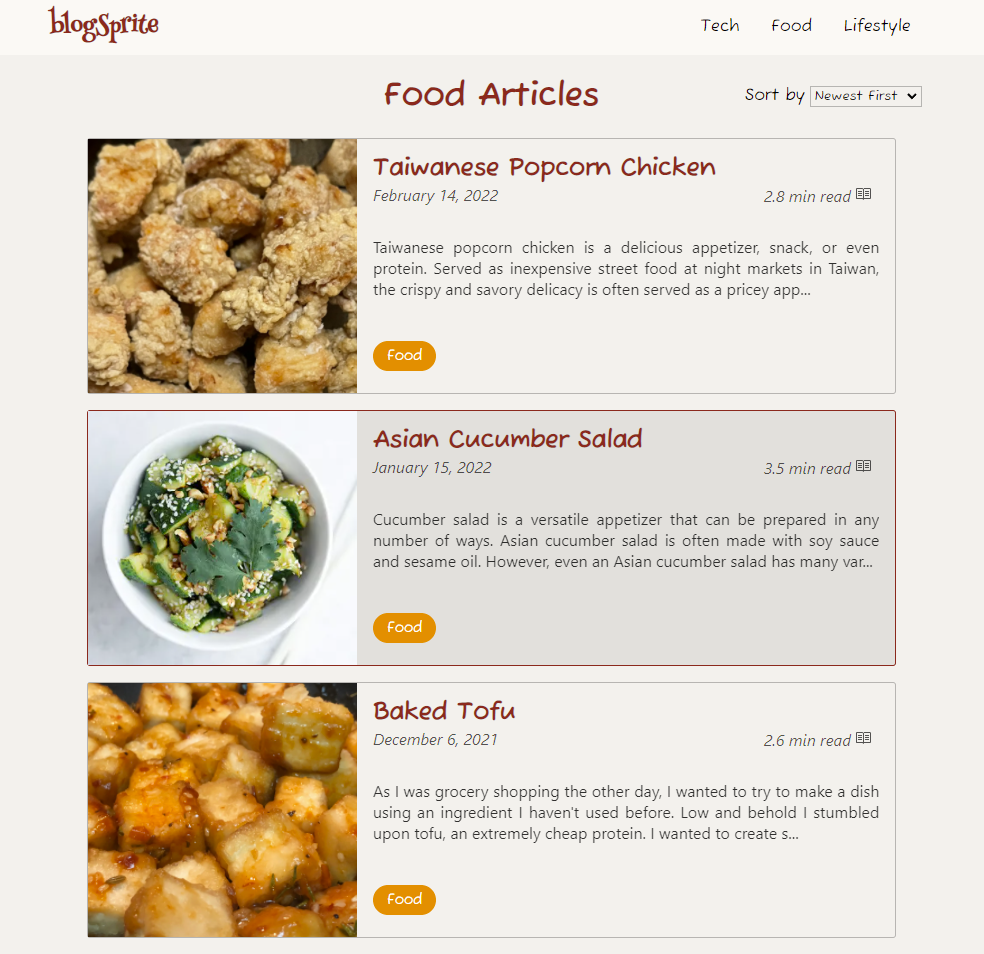 blogSprite
Tech Food Lifestyle
Food Articles
Sort by Newest First
Taiwanese Popcorn Chicken
February 14, 2022 2.8 min read
Taiwanese popcorn chicken is a delicious appetizer, snack, or even
protein. Served as inexpensive street food at night markets in Taiwan,
the crispy and savory delicacy is often served as a pricey app...
Food
Asian Cucumber Salad
January 15, 2022 3.5 min read
Cucumber salad is a versatile appetizer that can be prepared in any
number of ways. Asian cucumber salad is often made with soy sauce
and sesame oil. However, even an Asian cucumber salad has many var...
Food
Baked Tofu
December 6, 2021 2.6 min read
As I was grocery shopping the other day, I wanted to try to make a dish
using an ingredient I haven't used before. Low and behold I stumbled
upon tofu, an extremely cheap protein. I wanted to create s...
Food